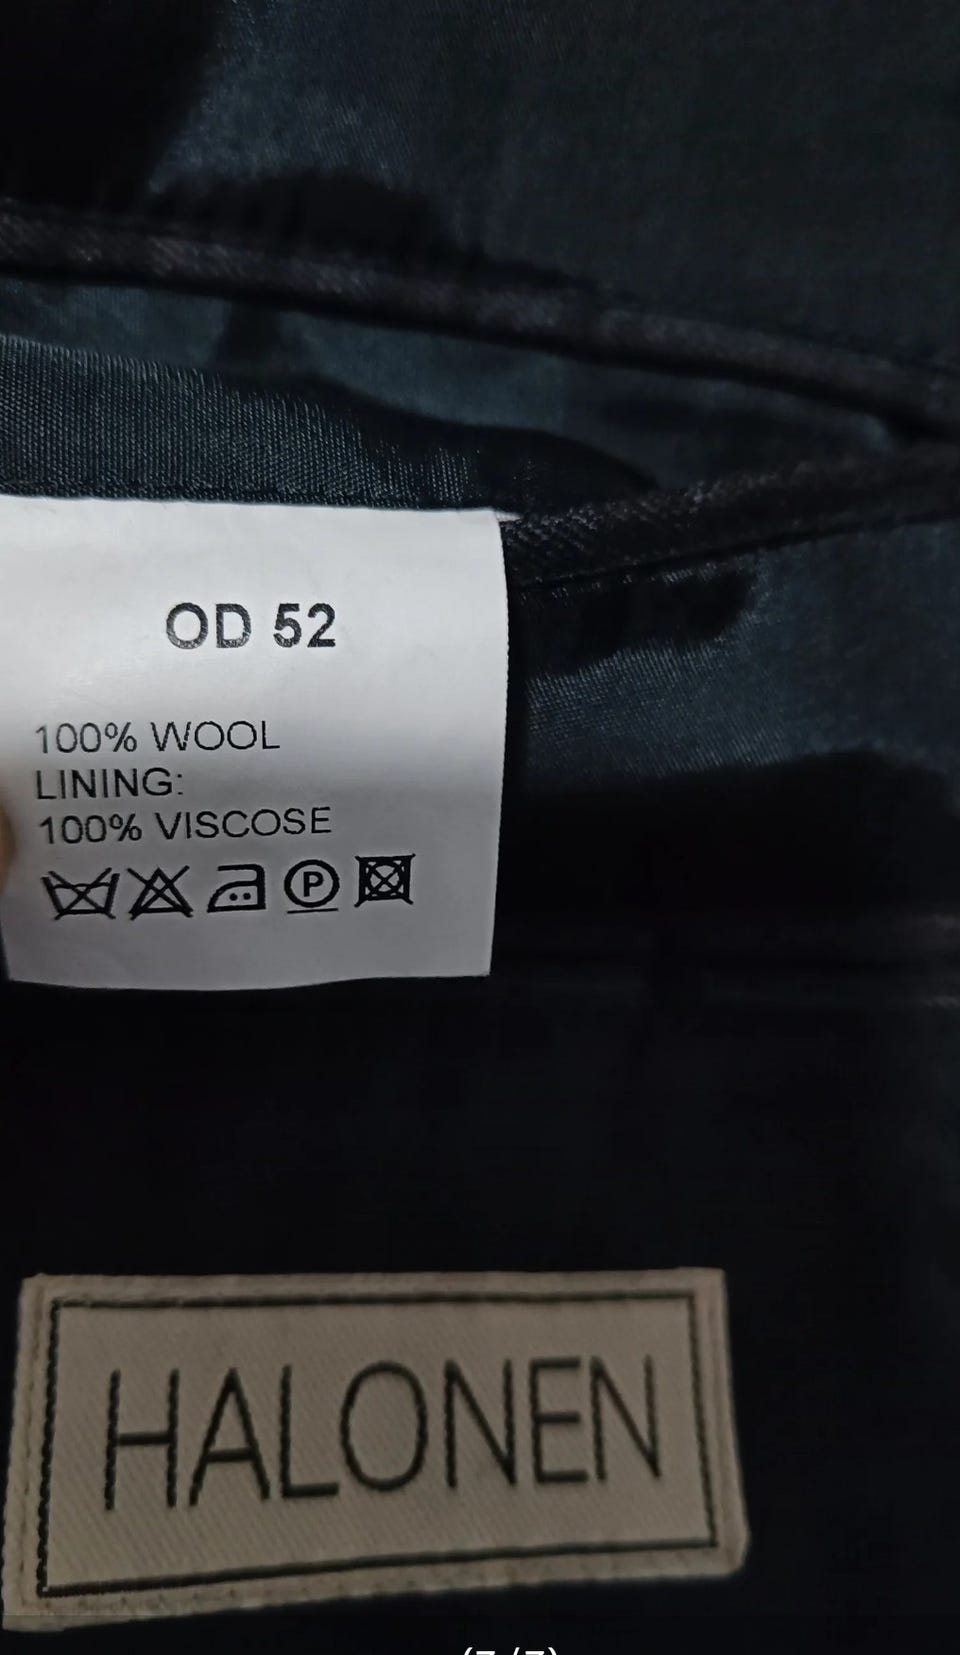 OD 52
100% WOOL
LINING:
100% VISCOSE
P
HALONEN